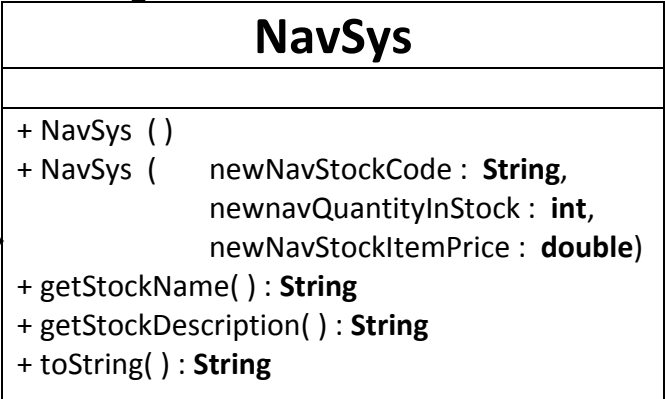 NavSys
+ NavSys ( )
+ NavSys ( newNavStockCode : String,
newnavQuantityInStock : int,
newNavStockItemPrice : double)
+ getStockName( ) : String
+ getStockDescription( ) : String
+ toString( ) : String